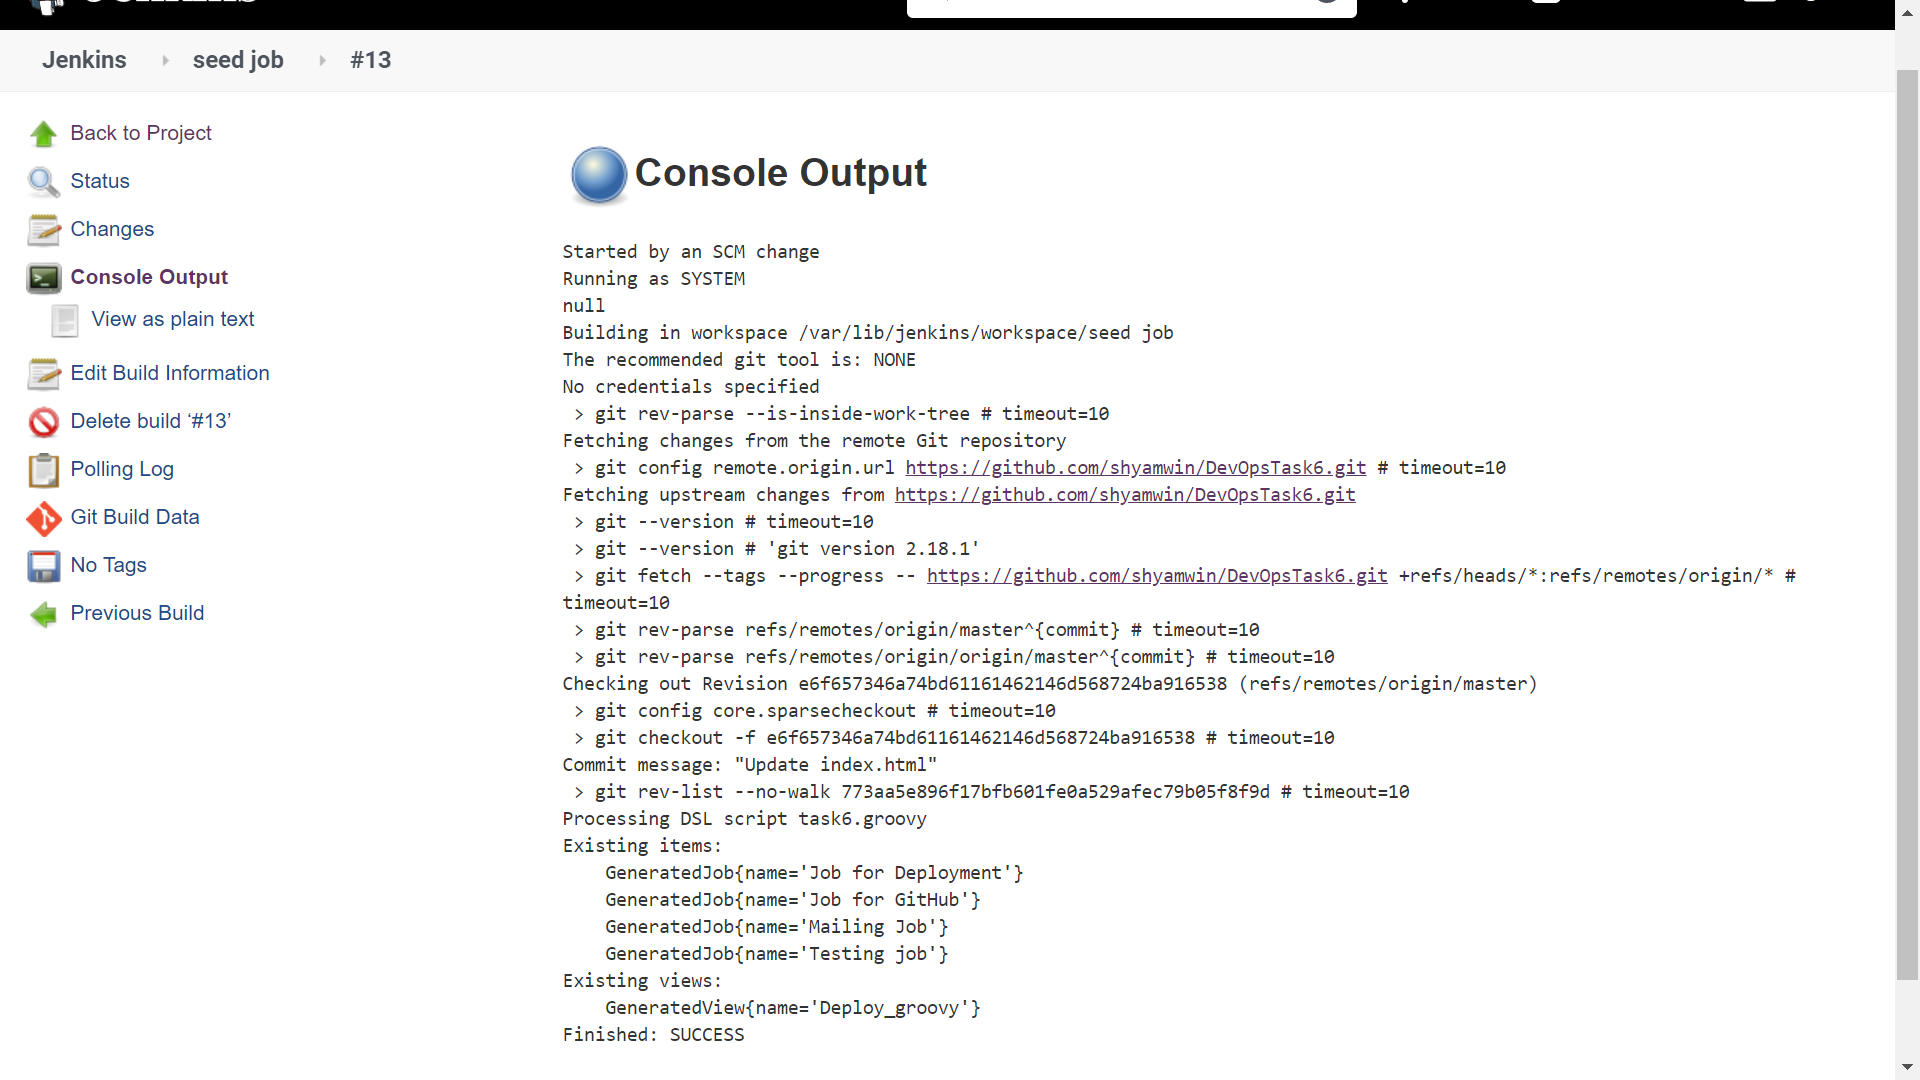 Jenkins seed job #13
Back to Project
Status
Changes
Console Output
View as plain text
Edit Build Information
Delete build ‘#13’
Polling Log
Git Build Data
No Tags
Previous Build
Console Output
Started by an SCM change
Running as SYSTEM
null
Building in workspace /var/lib/jenkins/workspace/seed job
The recommended git tool is: NONE
No credentials specified
 > git rev-parse --is-inside-work-tree # timeout=10
Fetching changes from the remote Git repository
 > git config remote.origin.url https://github.com/shyamwin/DevOpsTask6.git # timeout=10
Fetching upstream changes from https://github.com/shyamwin/DevOpsTask6.git
 > git --version # timeout=10
 > git --version # 'git version 2.18.1'
 > git fetch --tags --progress -- https://github.com/shyamwin/DevOpsTask6.git +refs/heads/*:refs/remotes/origin/* #
timeout=10
 > git rev-parse refs/remotes/origin/master^{commit} # timeout=10
 > git rev-parse refs/remotes/origin/origin/master^{commit} # timeout=10
Checking out Revision e6f657346a74bd61161462146d568724ba916538 (refs/remotes/origin/master)
 > git config core.sparsecheckout # timeout=10
 > git checkout -f e6f657346a74bd61161462146d568724ba916538 # timeout=10
Commit message: "Update index.html"
 > git rev-list --no-walk 773aa5e896f17bfb601fe0a529afec79b05f8f9d # timeout=10
Processing DSL script task6.groovy
Existing items:
    GeneratedJob{name='Job for Deployment'}
    GeneratedJob{name='Job for GitHub'}
    GeneratedJob{name='Mailing Job'}
    GeneratedJob{name='Testing job'}
Existing views:
    GeneratedView{name='Deploy_groovy'}
Finished: SUCCESS